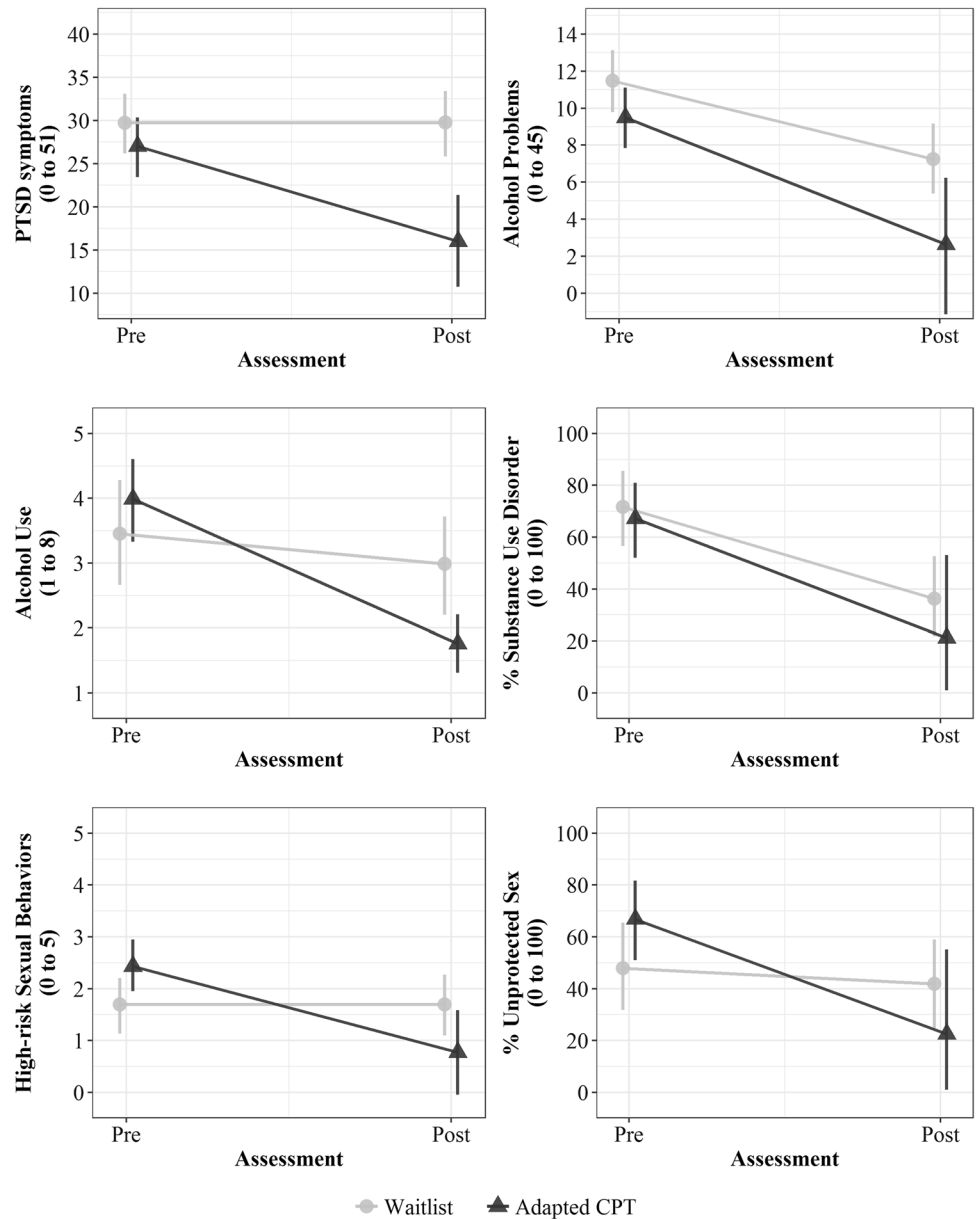 PTSD symptoms
(0 to 51)
40
35
30
25
20
15
10
Pre
Post
Assessment
Alcohol Problems
(0 to 45)
14
12
10
8
6
4
2
0
Pre
Post
Assessment
Alcohol Use
(1 to 8)
5
4
3
2
1
Pre
Post
Assessment
% Substance Use Disorder
(0 to 100)
100
80
60
40
20
0
Pre
Post
Assessment
High-risk Sexual Behaviors
(0 to 5)
5
4
3
2
1
0
Pre
Post
Assessment
% Unprotected Sex
(0 to 100)
100
80
60
40
20
0
Pre
Post
Assessment
Waitlist
Adapted CPT